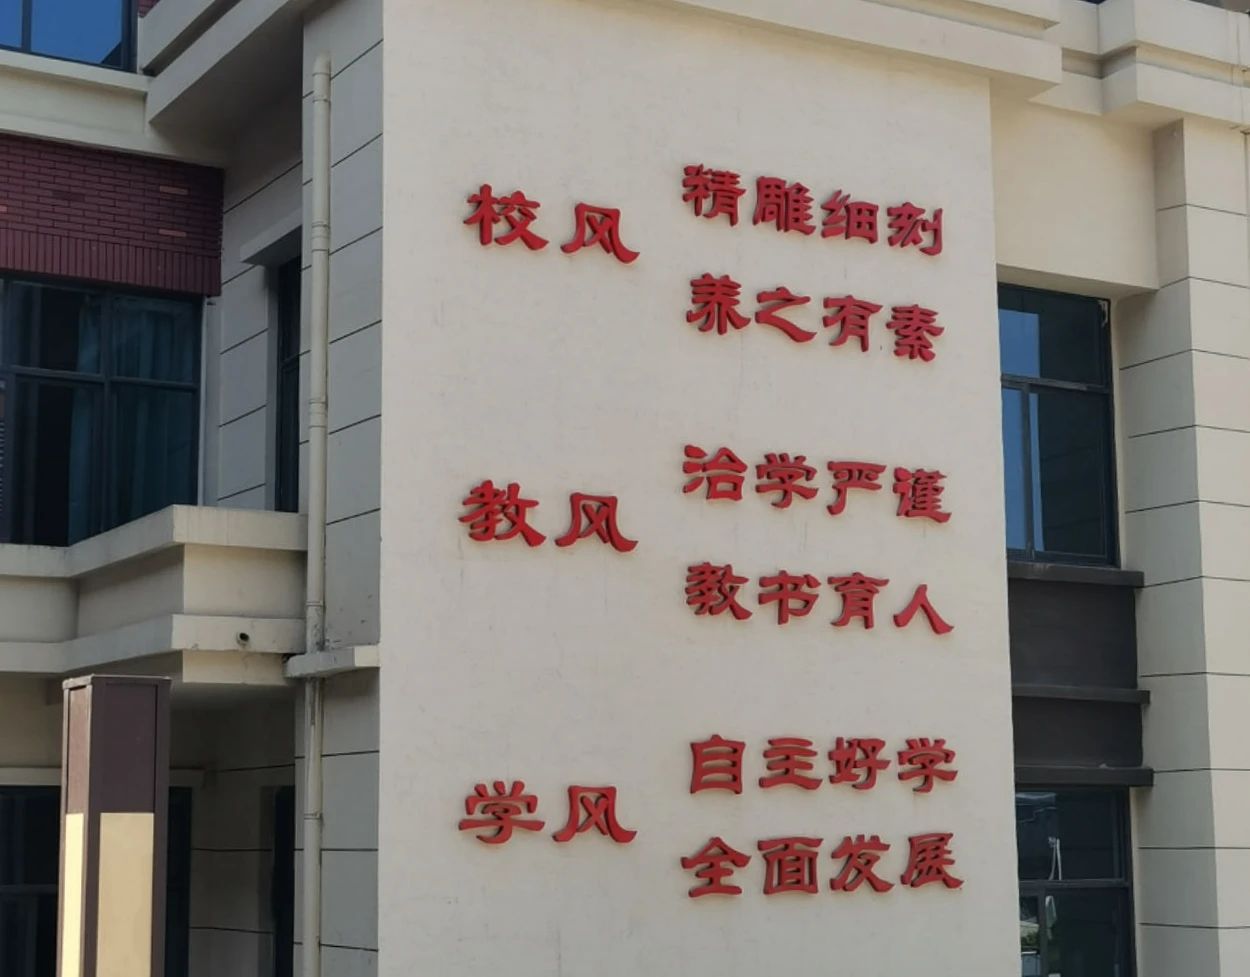 校风
精雕细刻
养之有素
教风
治学严谨
教书育人
学风
自主好学
全面发展